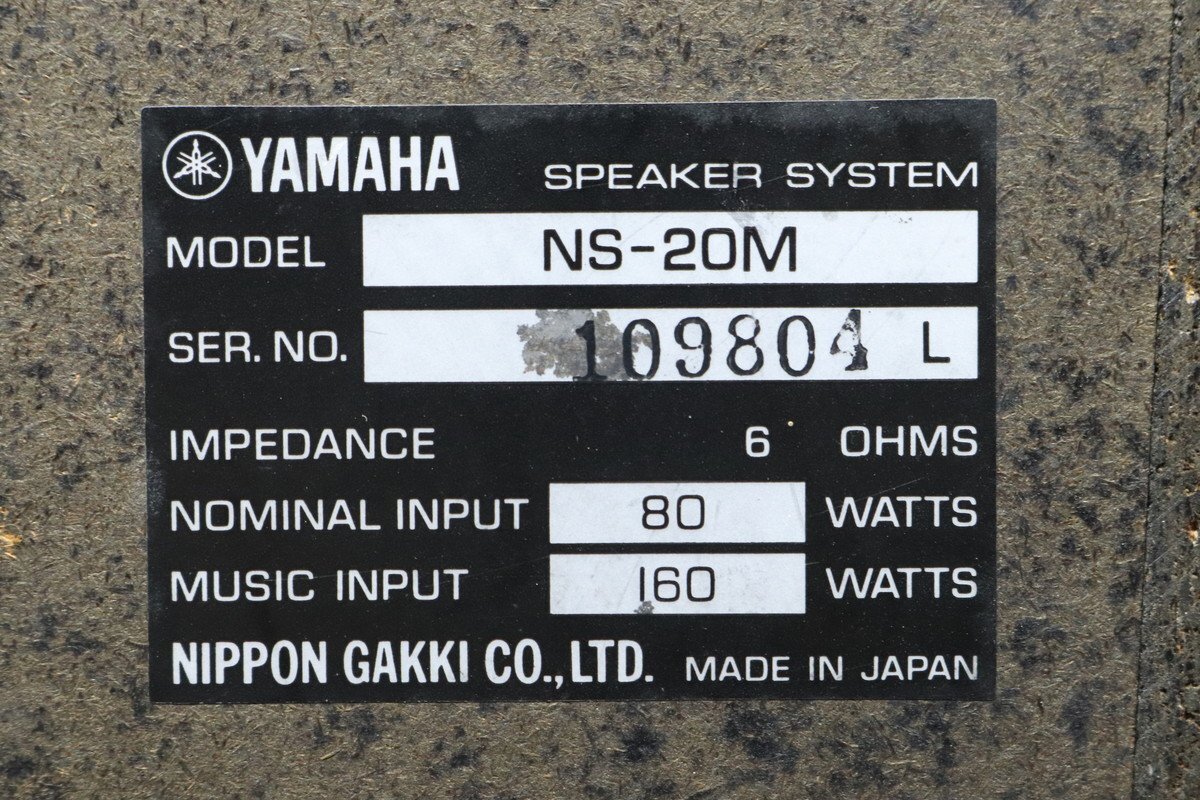 YAMAHA SPEAKER SYSTEM
MODEL NS-20M
SER. NO. 109804 L
IMPEDANCE 6 OHMS
NOMINAL INPUT 80 WATTS
MUSIC INPUT 160 WATTS
NIPPON GAKKI CO., LTD. MADE IN JAPAN